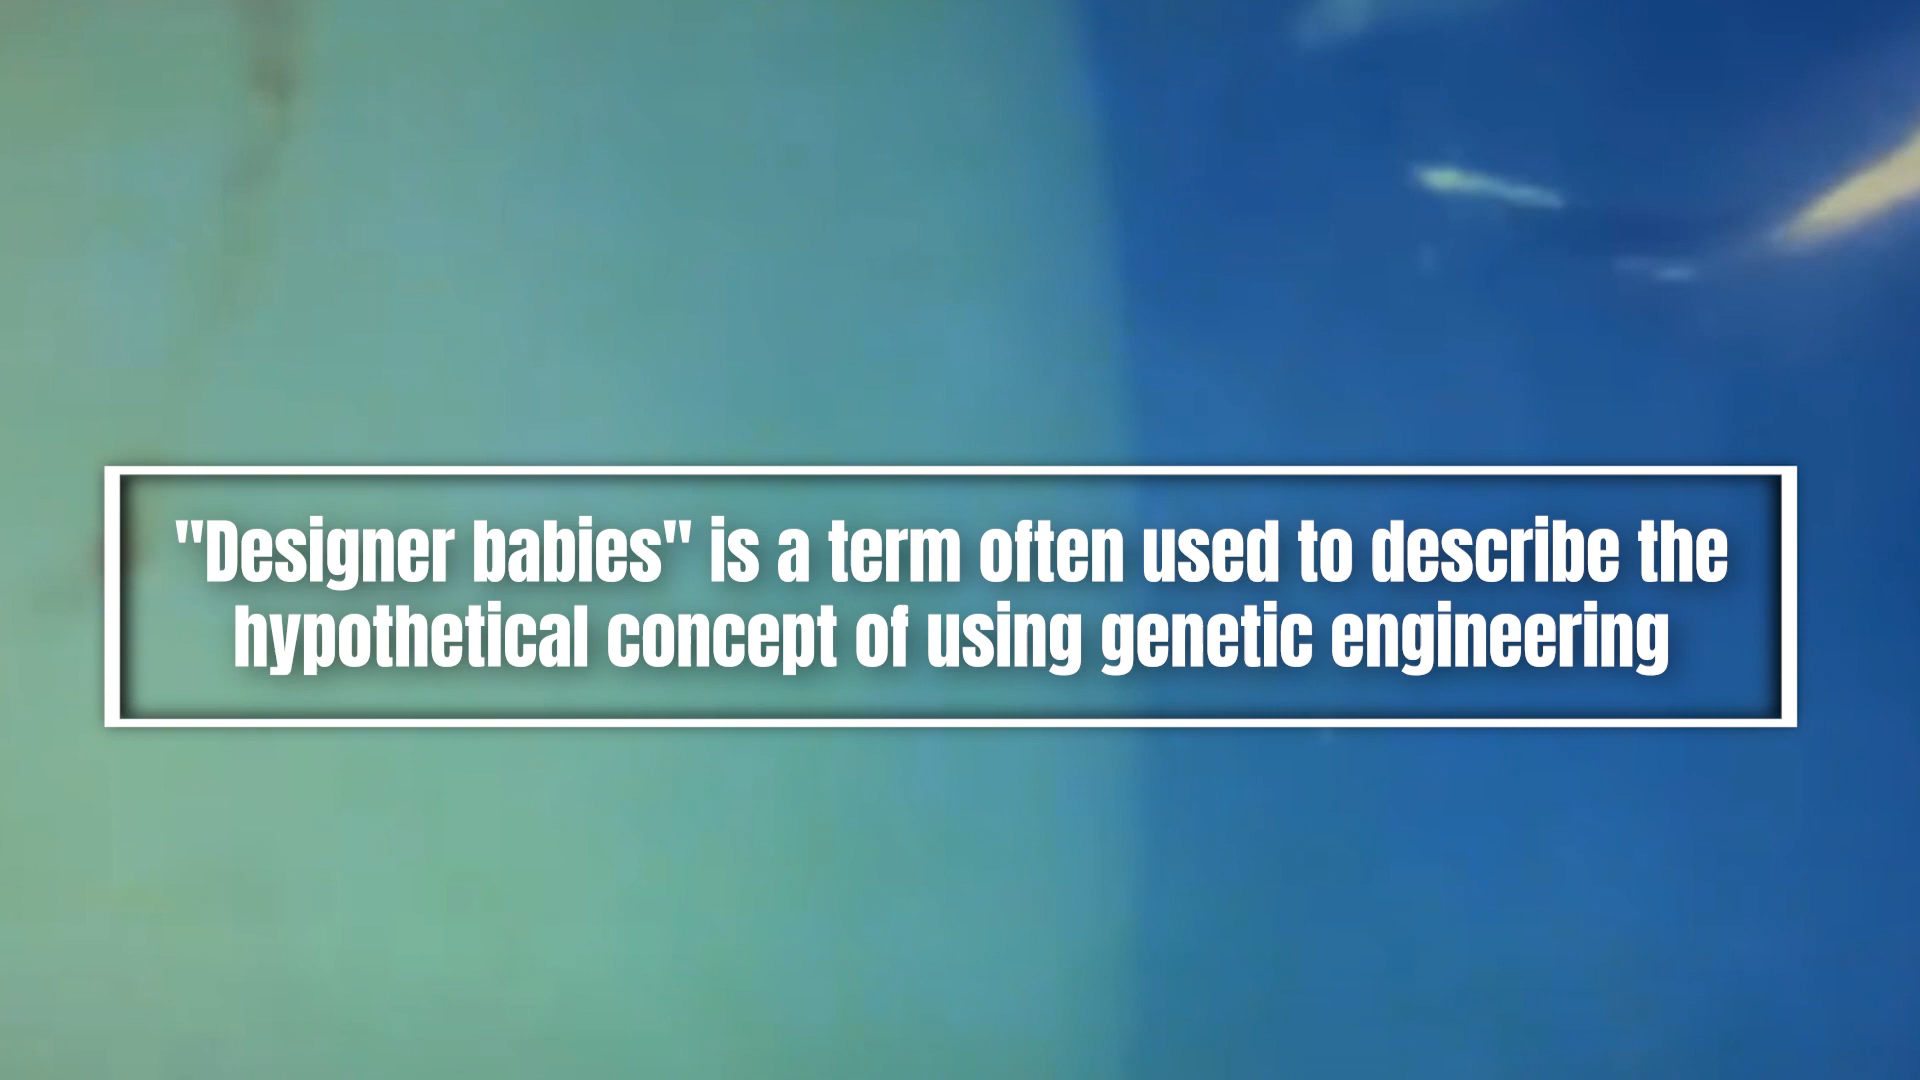 "Designer babies" is a term often used to describe the
hypothetical concept of using genetic engineering